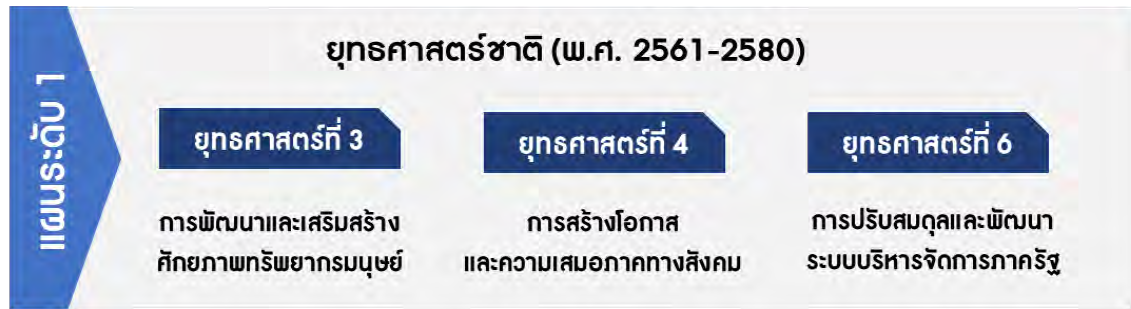 แผนระดับ 1
ยุทธศาสตร์ชาติ (พ.ศ. 2561-2580)
ยุทธศาสตร์ที่ 3
ยุทธศาสตร์ที่ 4
ยุทธศาสตร์ที่ 6
การพัฒนาและเสริมสร้าง
ศักยภาพทรัพยากรมนุษย์
การสร้างโอกาส
และความเสมอภาคทางสังคม
การปรับสมดุลและพัฒนา
ระบบบริหารจัดการภาครัฐ